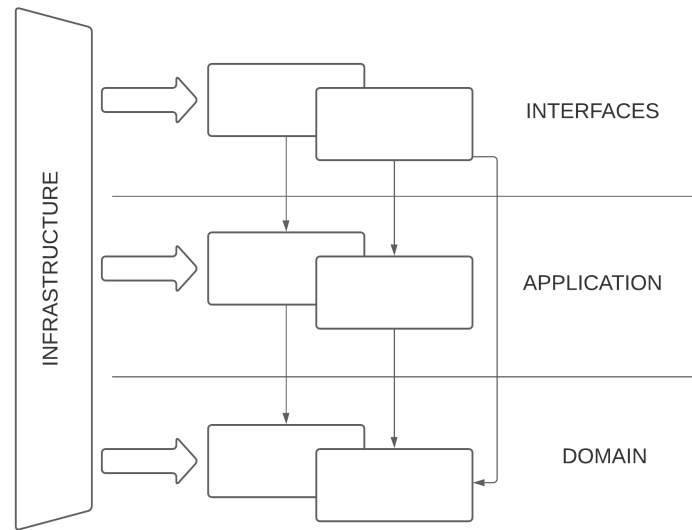 INFRASTRUCTURE
INTERFACES
APPLICATION
DOMAIN